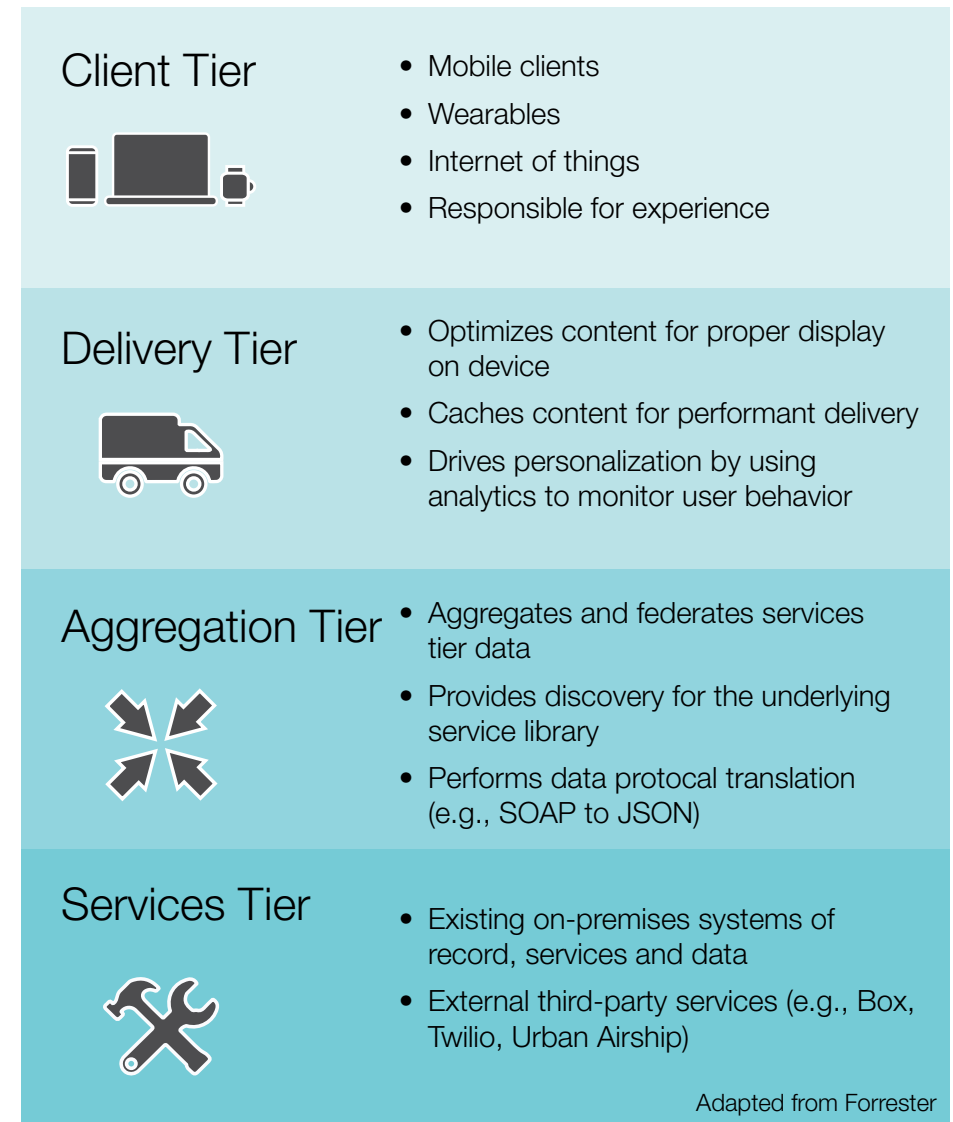 Client Tier
• Mobile clients
• Wearables
• Internet of things
• Responsible for experience
Delivery Tier
• Optimizes content for proper display
on device
• Caches content for performant delivery
• Drives personalization by using
analytics to monitor user behavior
Aggregation Tier
• Aggregates and federates services
tier data
• Provides discovery for the underlying
service library
• Performs data protocal translation
(e.g., SOAP to JSON)
Services Tier
• Existing on-premises systems of
record, services and data
• External third-party services (e.g., Box,
Twilio, Urban Airship)
Adapted from Forrester